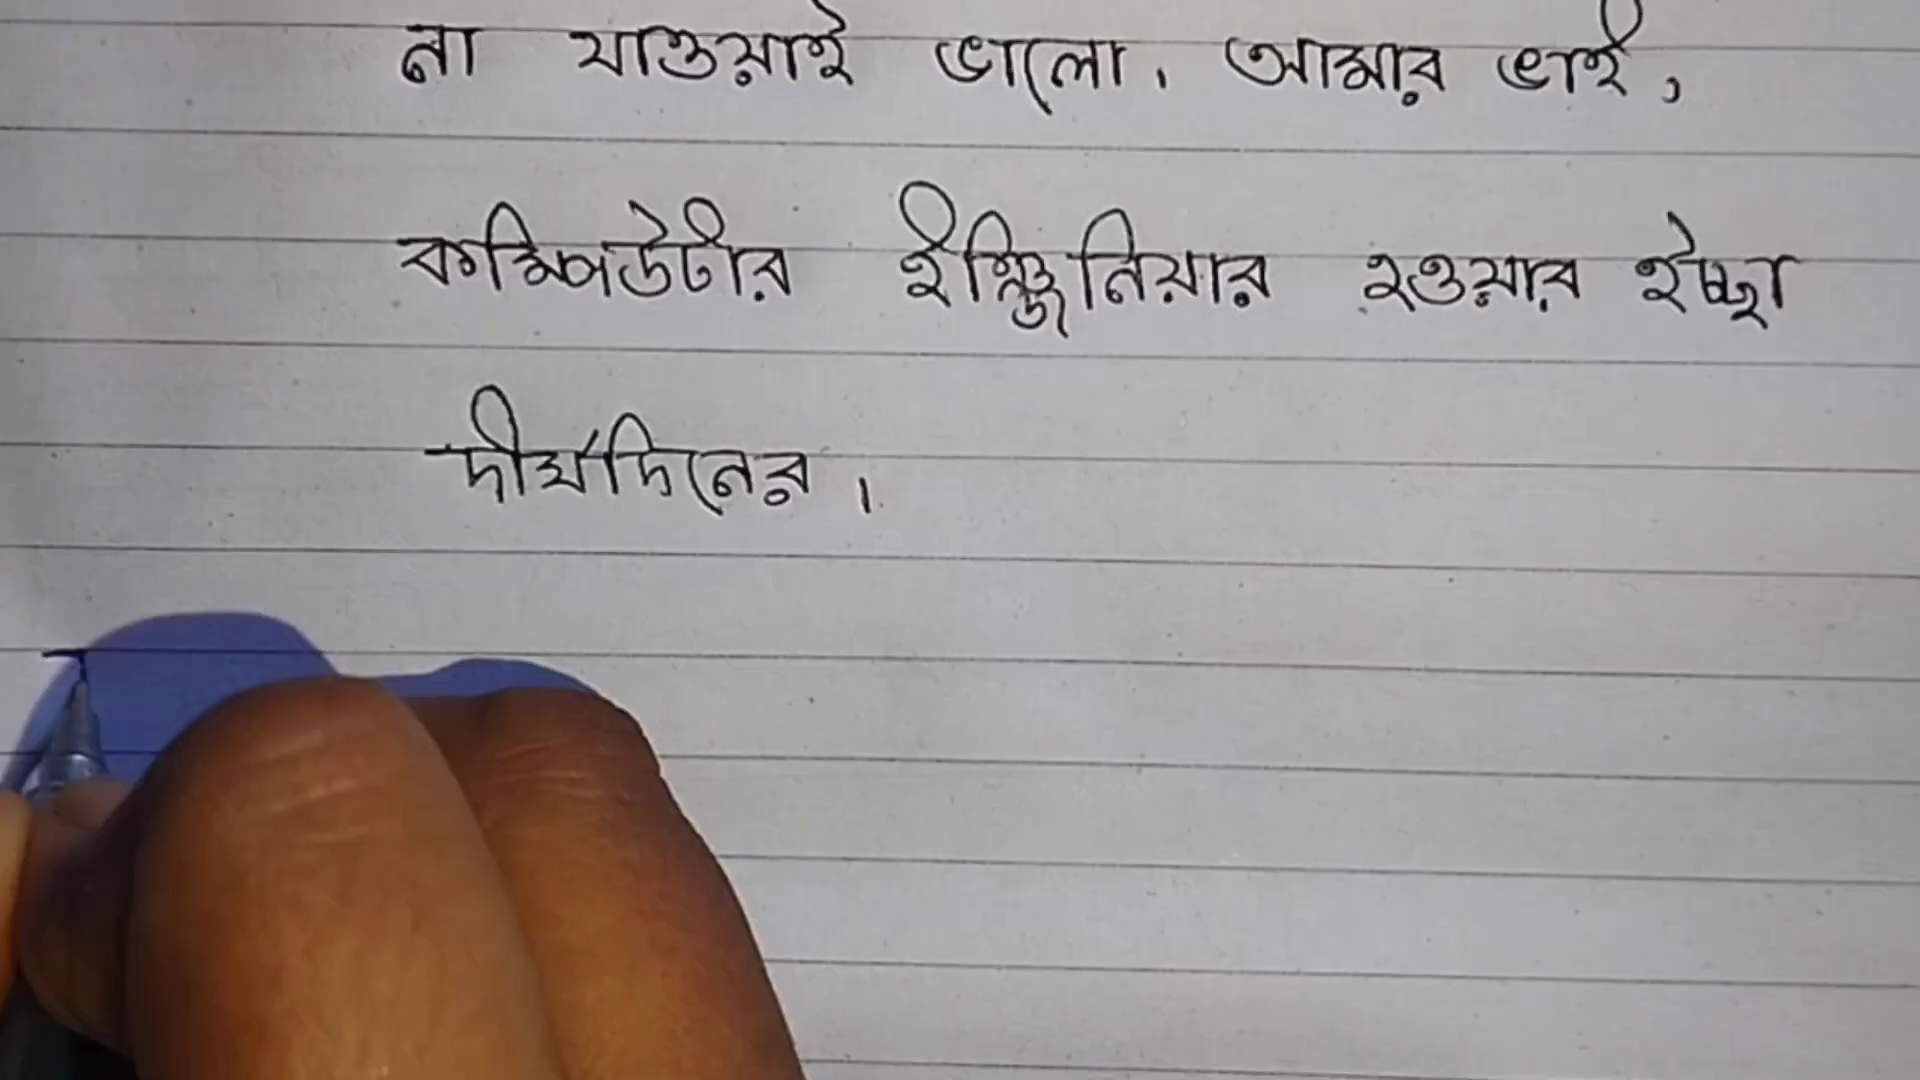 না যাওয়াই ভালো। আমার ভাই,
কম্পিউটার ইঞ্জিনিয়ার হওয়ার ইচ্ছা
দীর্ঘদিনের।